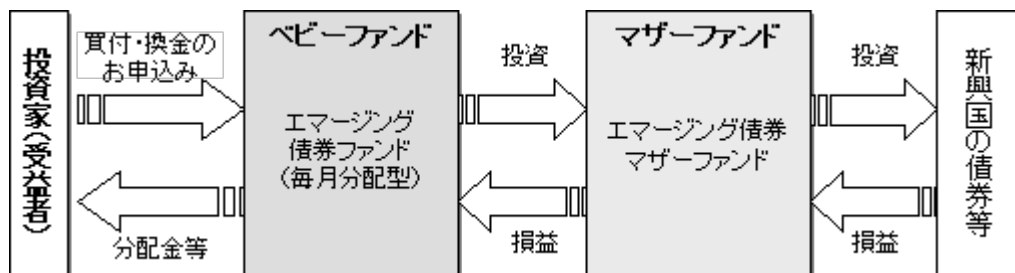 投資家(受益者)
買付・換金の
お申込み
分配金等
ベビーファンド
エマージング
債券ファンド
(毎月分配型)
投資
損益
マザーファンド
エマージング債券
マザーファンド
投資
損益
新興国の債券等